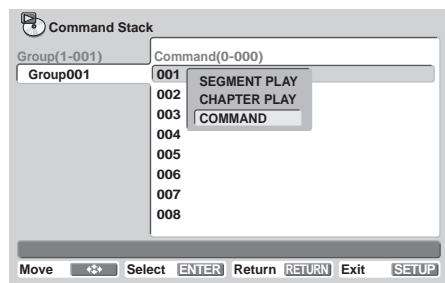 Command Stack
Group(1-001) Command(0-000)
Group001 001 SEGMENT PLAY
002 CHAPTER PLAY
003 COMMAND
004
005
006
007
008
Move Select ENTER Return RETURN Exit SETUP